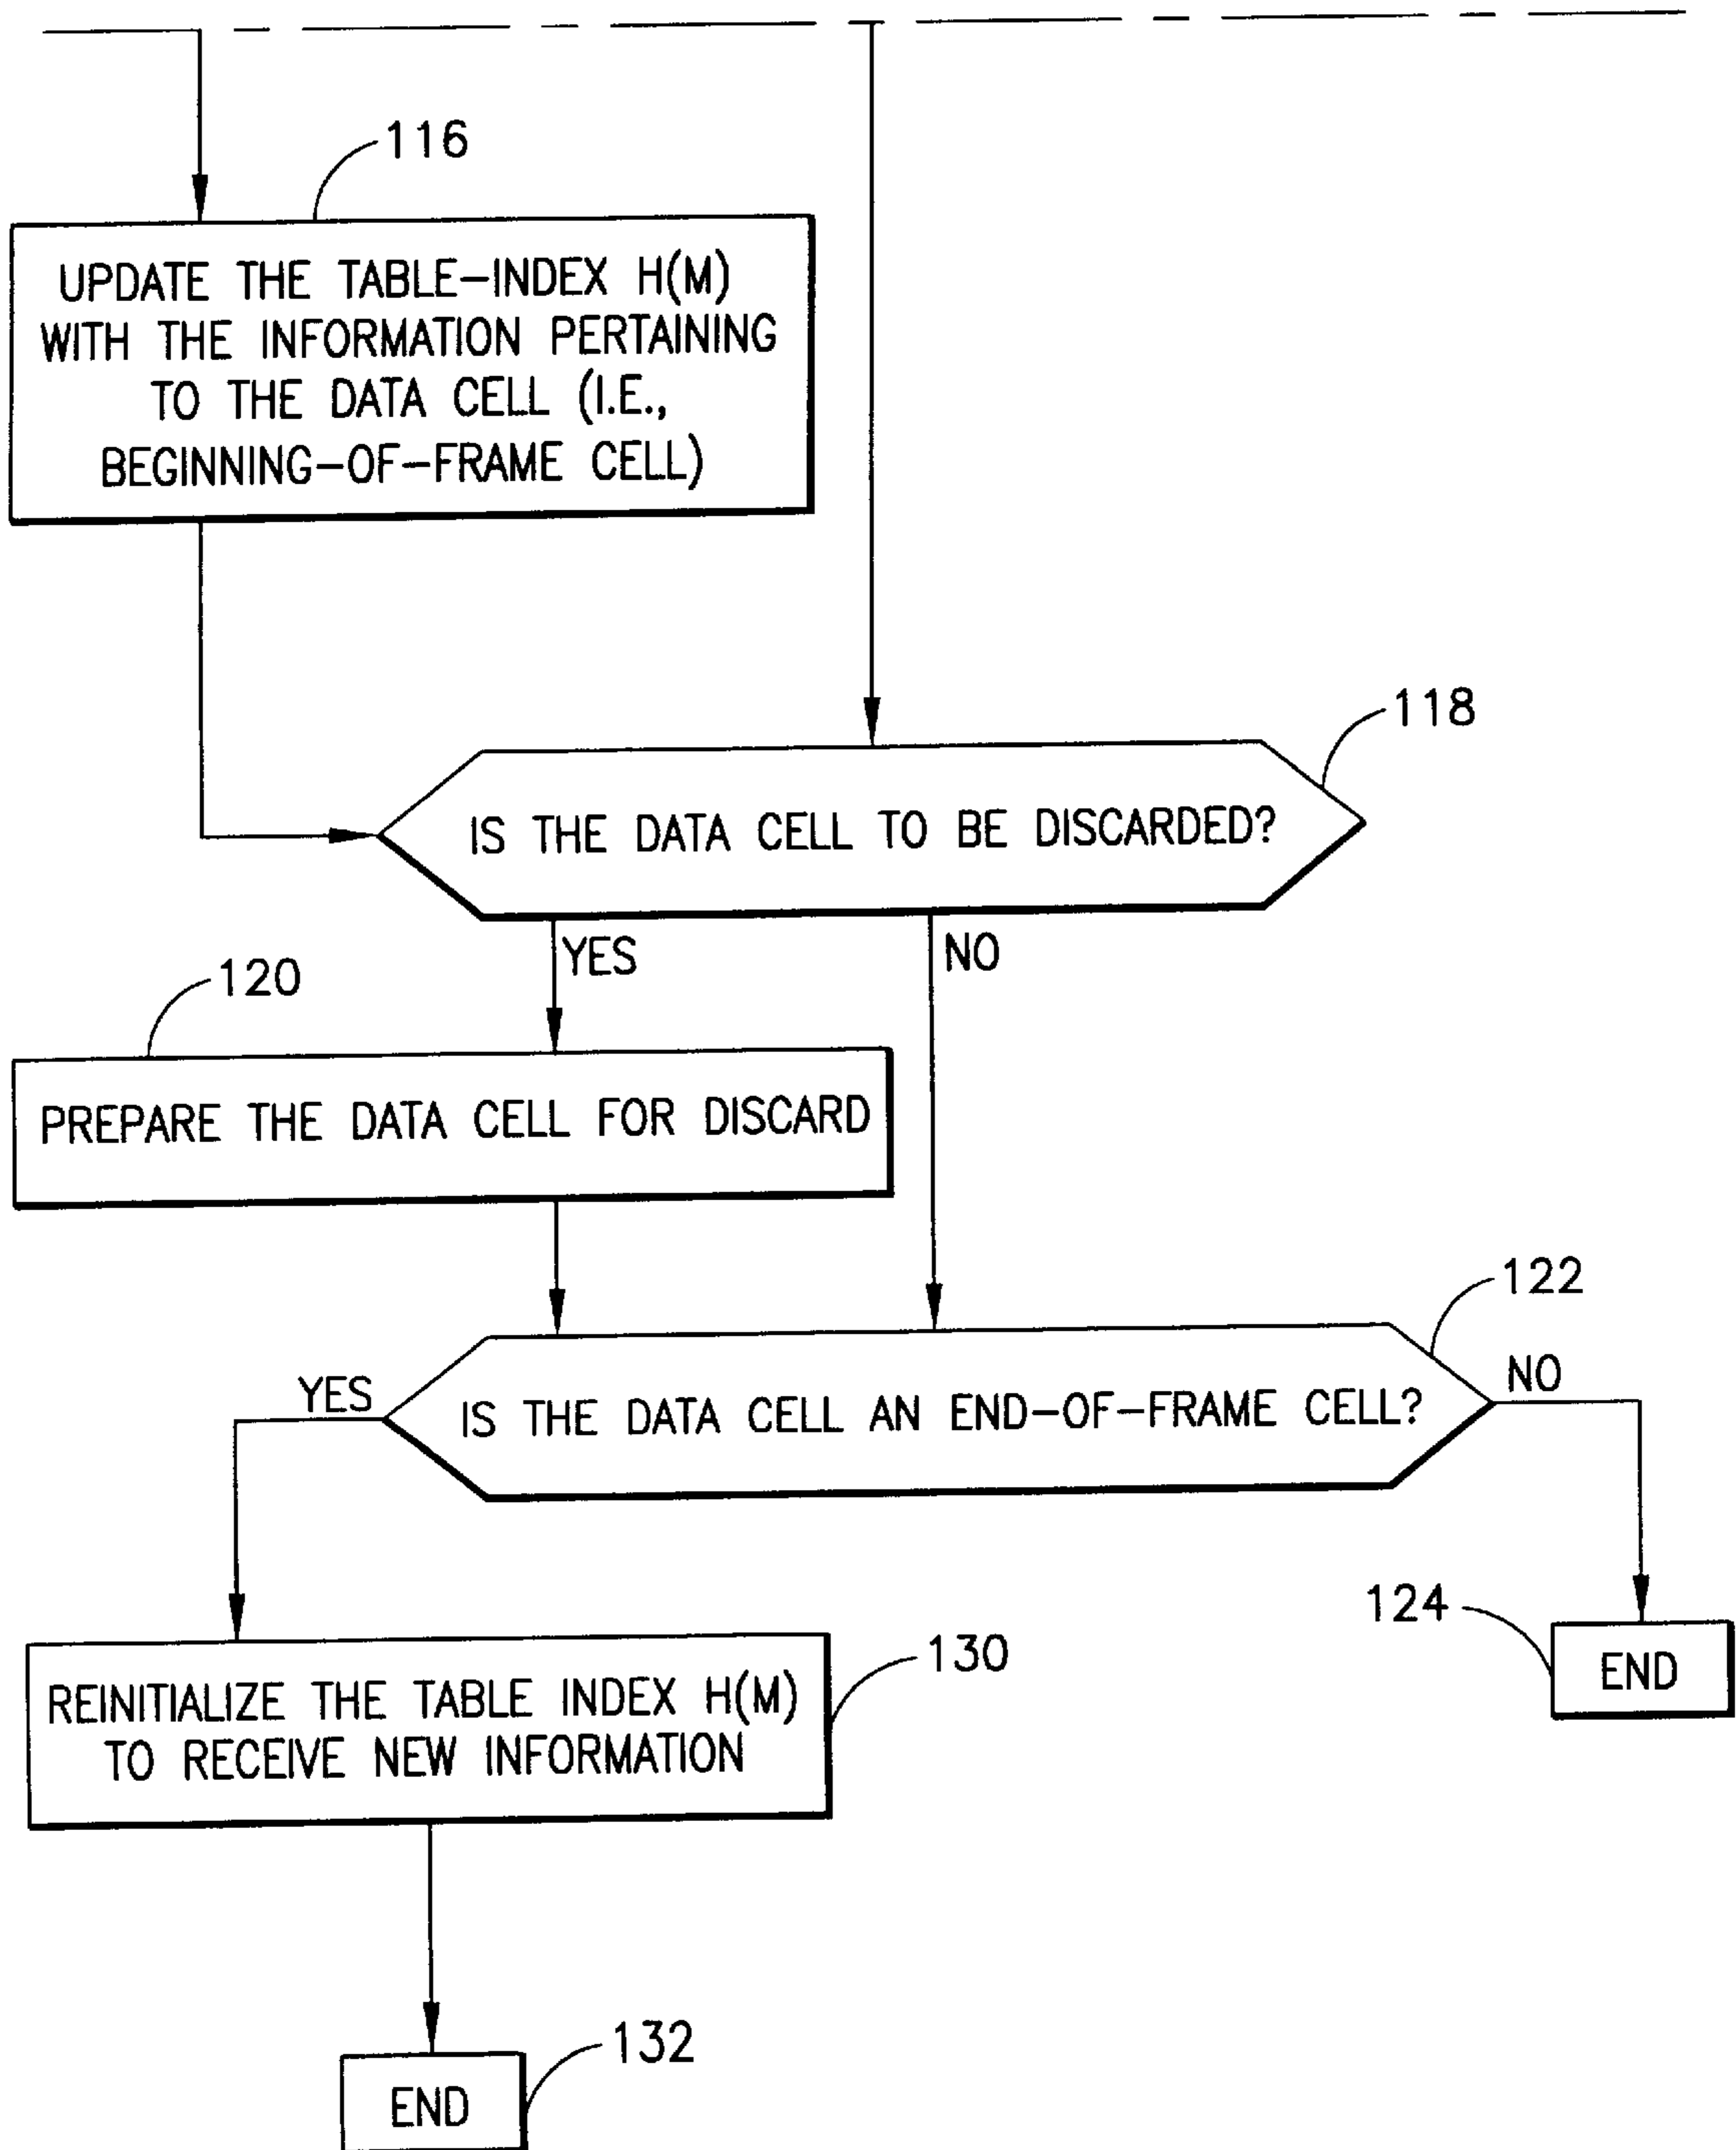 116
UPDATE THE TABLE-INDEX H(M)
WITH THE INFORMATION PERTAINING
TO THE DATA CELL (I.E.,
BEGINNING-OF-FRAME CELL)
118
IS THE DATA CELL TO BE DISCARDED?
YES
NO
120
PREPARE THE DATA CELL FOR DISCARD
122
YES
IS THE DATA CELL AN END-OF-FRAME CELL?
NO
124
END
130
REINITIALIZE THE TABLE INDEX H(M)
TO RECEIVE NEW INFORMATION
132
END